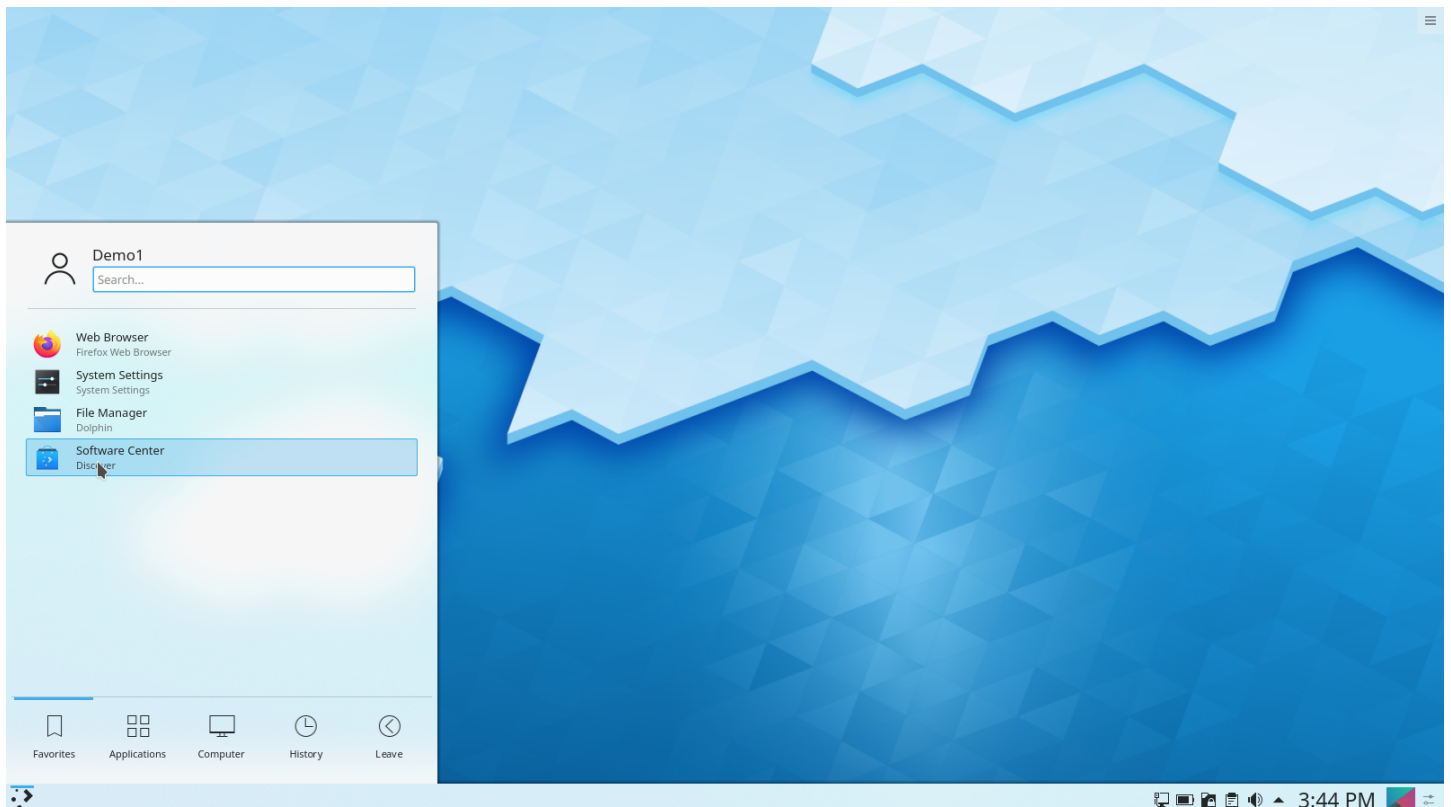 Demo1
Search...
Web Browser
Firefox Web Browser
System Settings
System Settings
File Manager
Dolphin
Software Center
Discover
Favorites
Applications
Computer
History
Leave
3:44 PM